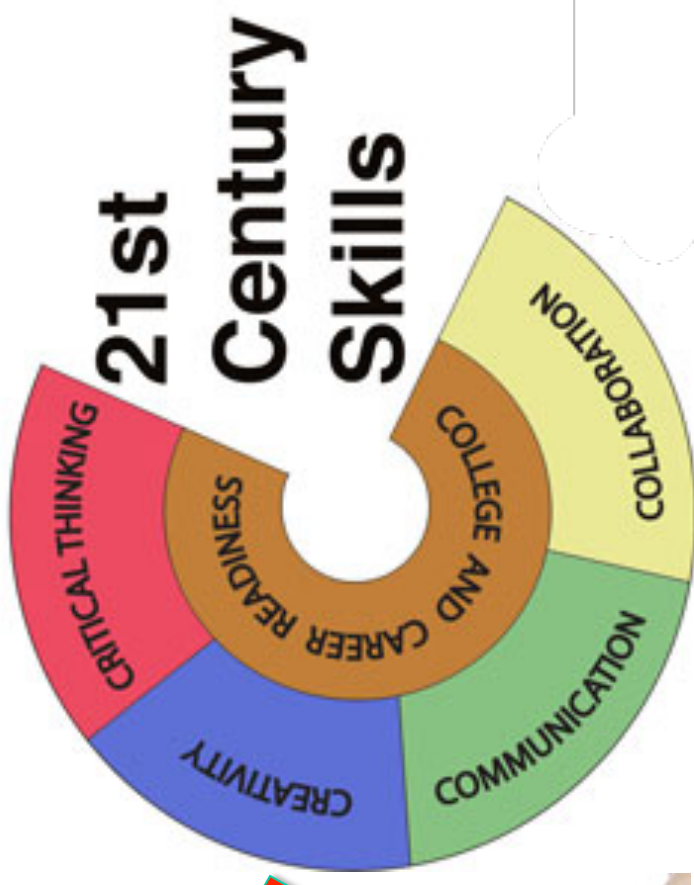 21st
Century
Skills
COLLABORATION
COMMUNICATION
CREATIVITY
CRITICAL THINKING
COLLEGE AND CAREER READINESS